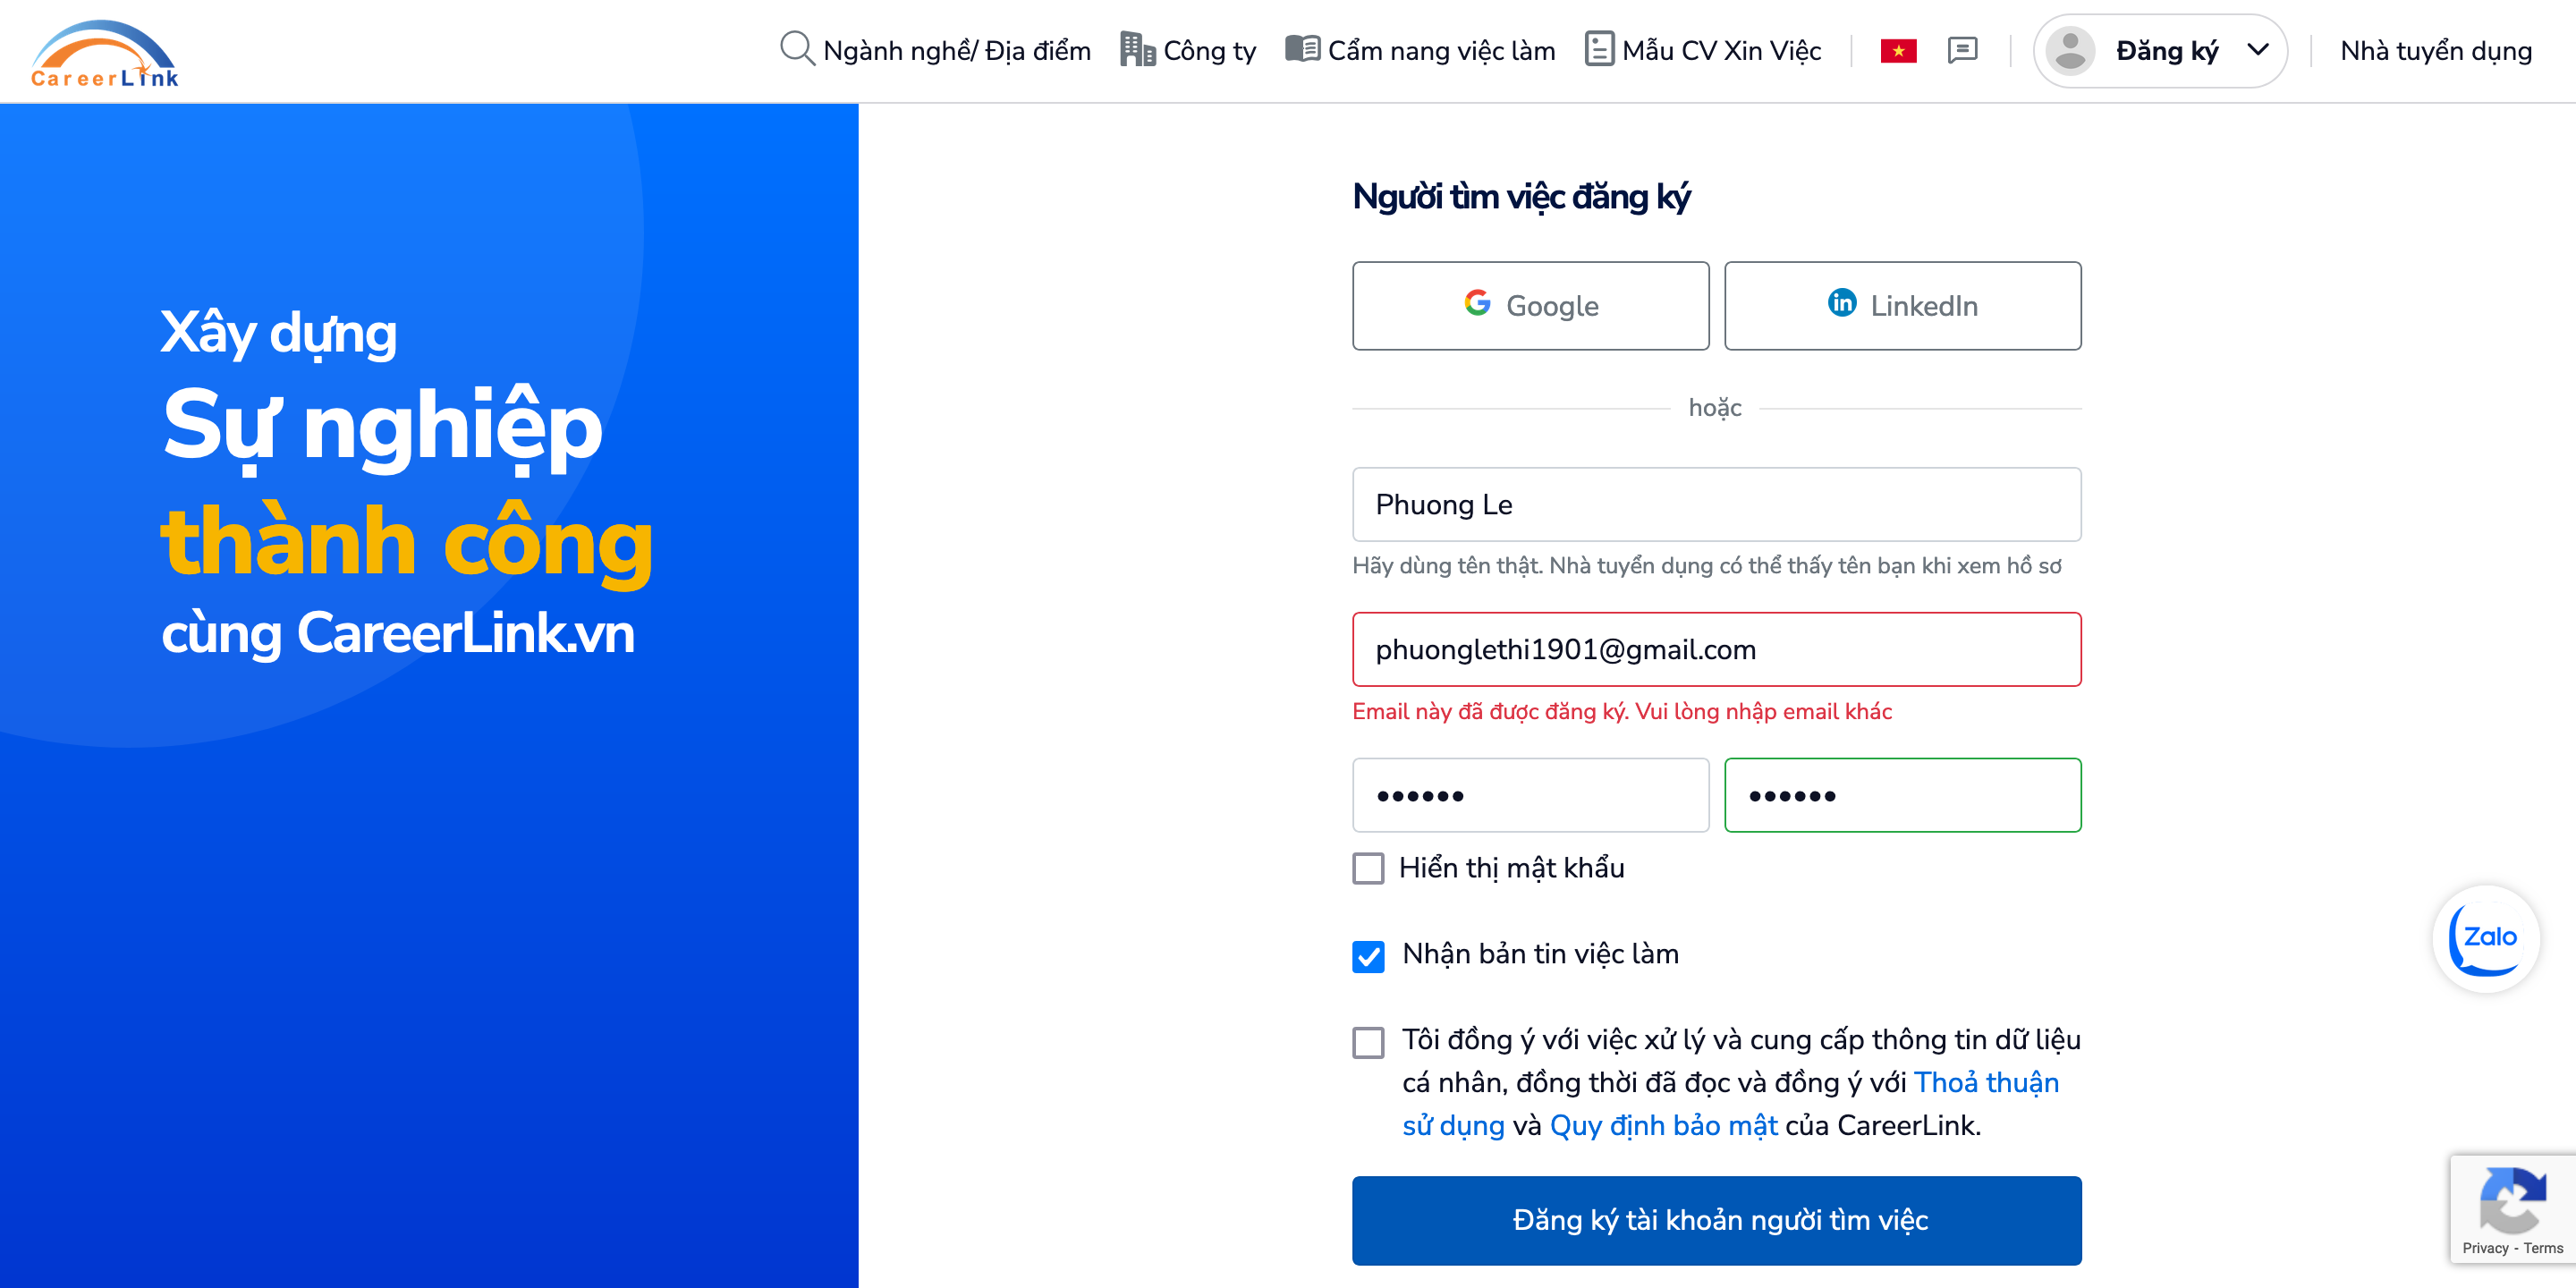 CareerLink
Ngành nghề/ Địa điểm
Công ty
Cẩm nang việc làm
Mẫu CV Xin Việc
Đăng ký
Nhà tuyển dụng
Xây dựng
Sự nghiệp
thành công
cùng CareerLink.vn
Người tìm việc đăng ký
Google
LinkedIn
hoặc
Phuong Le
Hãy dùng tên thật. Nhà tuyển dụng có thể thấy tên bạn khi xem hồ sơ
phuonglethi1901@gmail.com
Email này đã được đăng ký. Vui lòng nhập email khác
••••••
••••••
Hiển thị mật khẩu
Nhận bản tin việc làm
Tôi đồng ý với việc xử lý và cung cấp thông tin dữ liệu
cá nhân, đồng thời đã đọc và đồng ý với Thoả thuận
sử dụng và Quy định bảo mật của CareerLink.
Đăng ký tài khoản người tìm việc
Zalo
Privacy - Terms